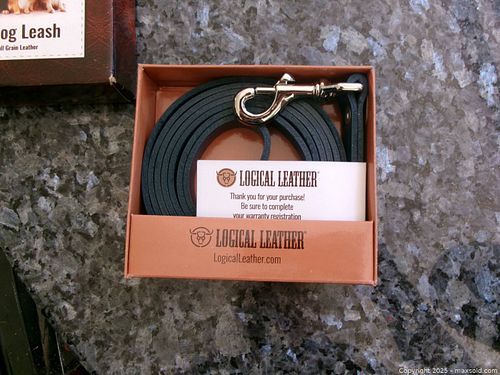 og Leash
ll Grain Leather
LOGICAL LEATHER
Thank you for your purchase!
Be sure to complete
your warranty registration
LOGICAL LEATHER
LogicalLeather.com
Copyright 2025 - maxsold.com